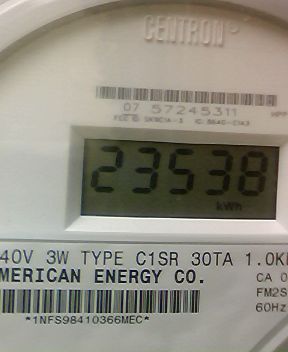 CENTRON
07 57245311
23538
kWh
40V 3W TYPE C1SR 30TA 1.0K
MERICAN ENERGY CO.
CA 0
FM2S
60Hz
*1NFS98410366MEC*